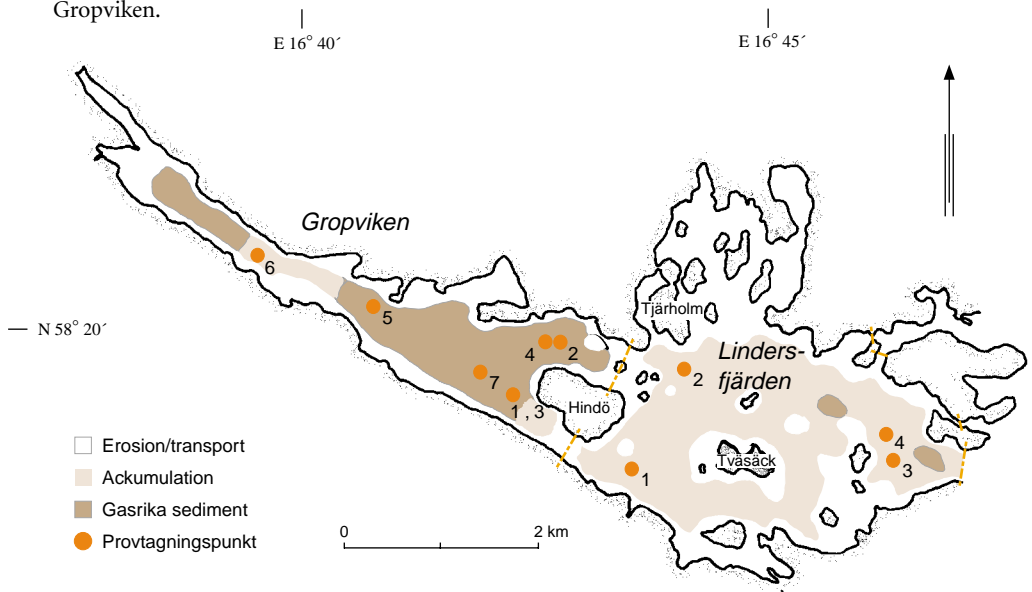 Gropviken.
E 16° 40´
E 16° 45´
Gropviken
6
5
Tjärholm
N 58° 20´
4
2
Linders-
fjärden
2
7
1 , 3
Hindö
4
Erosion/transport
Tväsäck
3
1
Ackumulation
Gasrika sediment
0
2 km
Provtagningspunkt